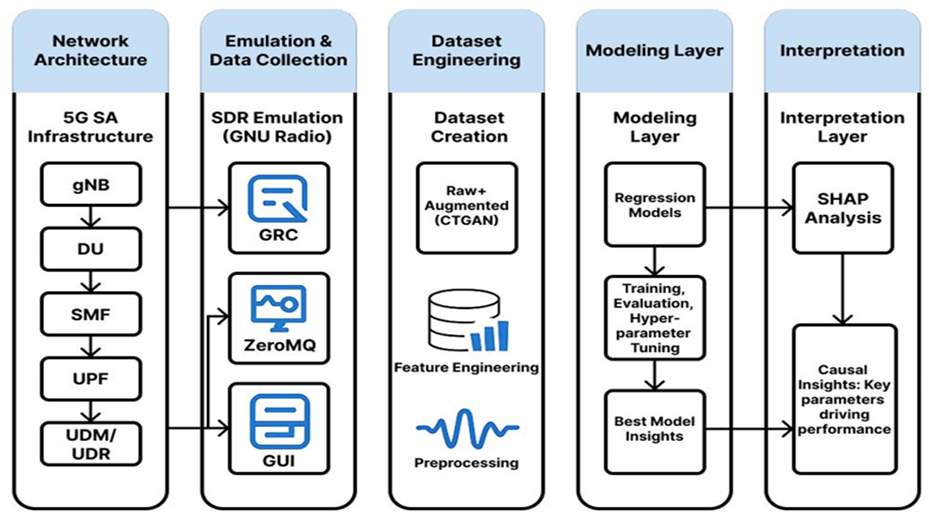 Network
Architecture
5G SA
Infrastructure
gNB
DU
SMF
UPF
UDM/
UDR
Emulation &
Data Collection
SDR Emulation
(GNU Radio)
GRC
ZeroMQ
GUI
Dataset
Engineering
Dataset
Creation
Raw+
Augmented
(CTGAN)
Feature Engineering
Preprocessing
Modeling Layer
Modeling
Layer
Regression
Models
Training,
Evaluation,
Hyper-
parameter
Tuning
Best Model
Insights
Interpretation
Interpretation
Layer
SHAP
Analysis
Causal
Insights: Key
parameters
driving
performance